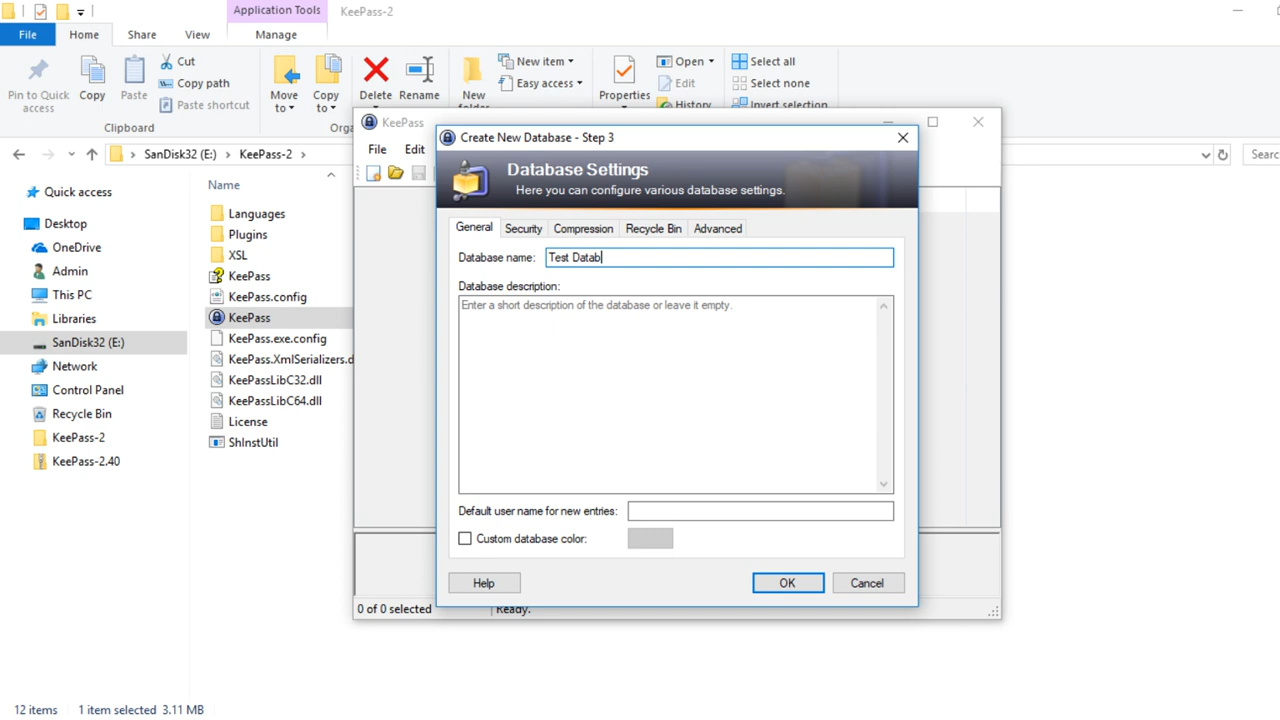 Application Tools
KeePass-2
File
Home
Share
View
Manage
Pin to Quick access
Copy
Paste
Cut
Copy path
Paste shortcut
Clipboard
Move to
Copy to
Delete
Rename
New folder
New item
Easy access
Properties
Open
Edit
History
Select all
Select none
Invert selection
SanDisk32 (E:)
KeePass-2
Quick access
Desktop
OneDrive
Admin
This PC
Libraries
SanDisk32 (E:)
Network
Control Panel
Recycle Bin
KeePass-2
KeePass-2.40
Name
Languages
Plugins
XSL
KeePass
KeePass.config
KeePass
KeePass.exe.config
KeePass.XmlSerializers.d
KeePassLibC32.dll
KeePassLibC64.dll
License
ShInstUtil
KeePass
File
Edit
Create New Database - Step 3
Database Settings
Here you can configure various database settings.
General
Security
Compression
Recycle Bin
Advanced
Database name:
Test Datab
Database description:
Enter a short description of the database or leave it empty.
Default user name for new entries:
Custom database color:
Help
OK
Cancel
0 of 0 selected
Ready.
12 items
1 item selected 3.11 MB